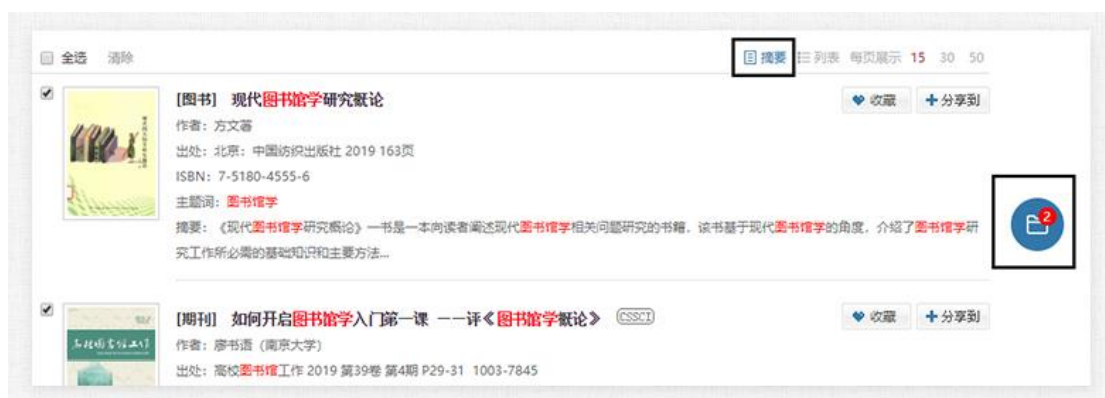 全选 清除 摘要 列表 每页展示 15 30 50
[图书] 现代图书馆学研究概论 收藏 分享到
作者：方文著
出处：北京：中国纺织出版社 2019 163页
ISBN：7-5180-4555-6
主题词：图书馆学
摘要：《现代图书馆学研究概论》一书是一本向读者阐述现代图书馆学相关问题研究的书籍，该书基于现代图书馆学的角度，介绍了图书馆学研
究工作所必需的基础知识和主要方法...
2
[期刊] 如何开启图书馆学入门第一课 ——评《图书馆学概论》 CSSCI 收藏 分享到
作者：廖书语（南京大学）
出处：高校图书馆工作 2019 第39卷 第4期 P29-31 1003-7845